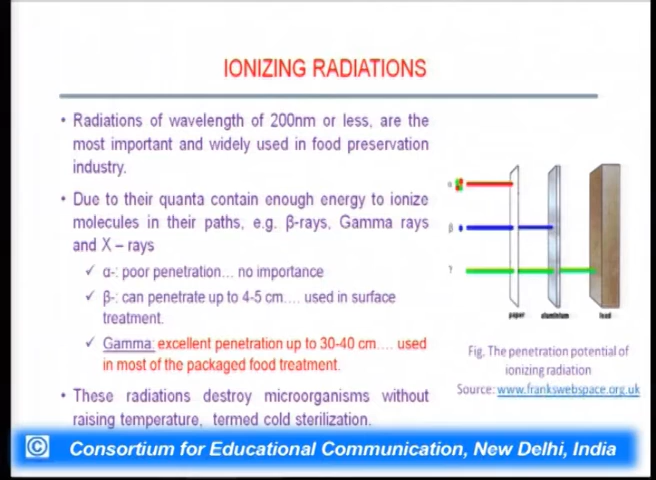 IONIZING RADIATIONS
• Radiations of wavelength of 200nm or less, are the
most important and widely used in food preservation
industry.
• Due to their quanta contain enough energy to ionize
molecules in their paths, e.g. β-rays, Gamma rays
and X – rays
✓ α-: poor penetration… no importance
✓ β-: can penetrate up to 4-5 cm…. used in surface
treatment.
✓ Gamma: excellent penetration up to 30-40 cm…. used
in most of the packaged food treatment.
• These radiations destroy microorganisms without
raising temperature, termed cold sterilization.
α
β
γ
paper aluminium lead
Fig. The penetration potential of
ionizing radiation
Source: www.frankswebspace.org.uk
© Consortium for Educational Communication, New Delhi, India